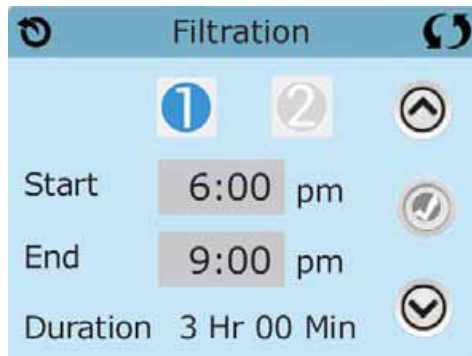 Filtration
1 2
Start 6:00 pm
End 9:00 pm
Duration 3 Hr 00 Min